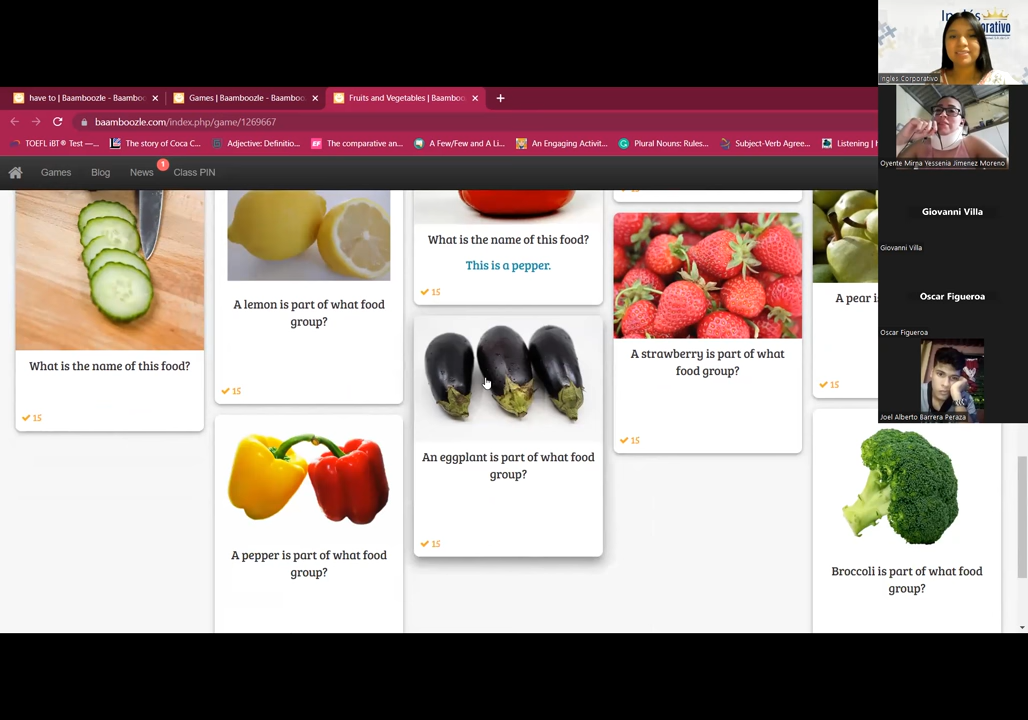 Inglés
orativo
Ingles Corporativo
have to | Baamboozle - Baamboo
Games | Baamboozle - Baamboo
Fruits and Vegetables | Baamboo
baamboozle.com/index.php/game/1269667
TOEFL iBT® Test —...
The story of Coca C...
Adjective: Definitio...
EF
The comparative an...
A Few/Few and A Li...
An Engaging Activit...
Plural Nouns: Rules...
Subject-Verb Agree...
Listening |
Oyente Mirna Yessenia Jimenez Moreno
Games
Blog
News
1
Class PIN
Giovanni Villa
Giovanni Villa
Oscar Figueroa
Oscar Figueroa
Joel Alberto Barrera Peraza
What is the name of this food?
15
A lemon is part of what food
group?
15
A pepper is part of what food
group?
What is the name of this food?
This is a pepper.
15
An eggplant is part of what food
group?
15
15
A strawberry is part of what
food group?
15
A pear i
15
Broccoli is part of what food
group?